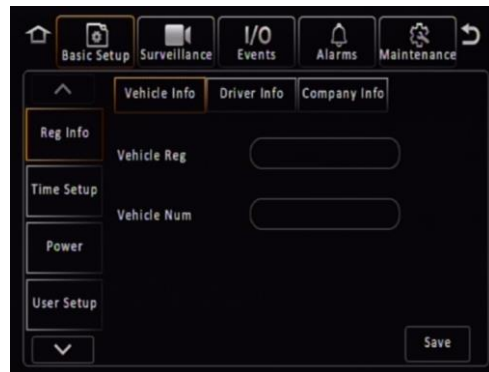 Basic Setup
Surveillance
I/O
Events
Alarms
Maintenance
Vehicle Info
Driver Info
Company Info
Reg Info
Vehicle Reg
Time Setup
Vehicle Num
Power
User Setup
Save